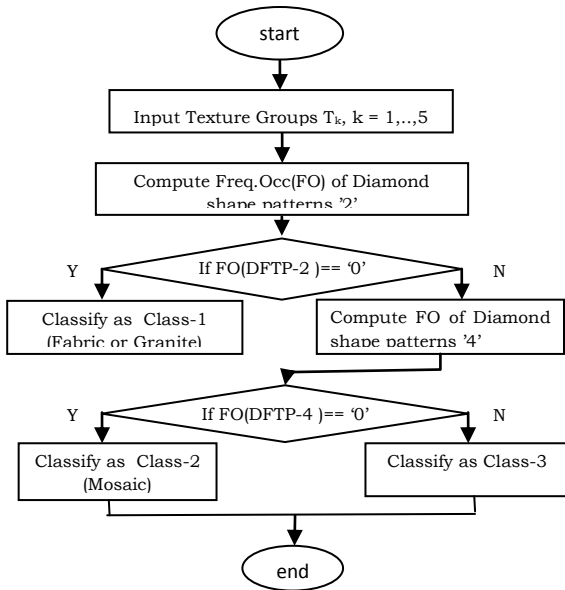 start
Input Texture Groups Tₖ, k = 1,..,5
Compute Freq.Occ(FO) of Diamond
shape patterns ’2’
Y
If FO(DFTP-2 )== ‘0’
N
Classify as Class-1
(Fabric or Granite)
Compute FO of Diamond
shape patterns ’4’
Y
If FO(DFTP-4 )== ‘0’
N
Classify as Class-2
(Mosaic)
Classify as Class-3
end